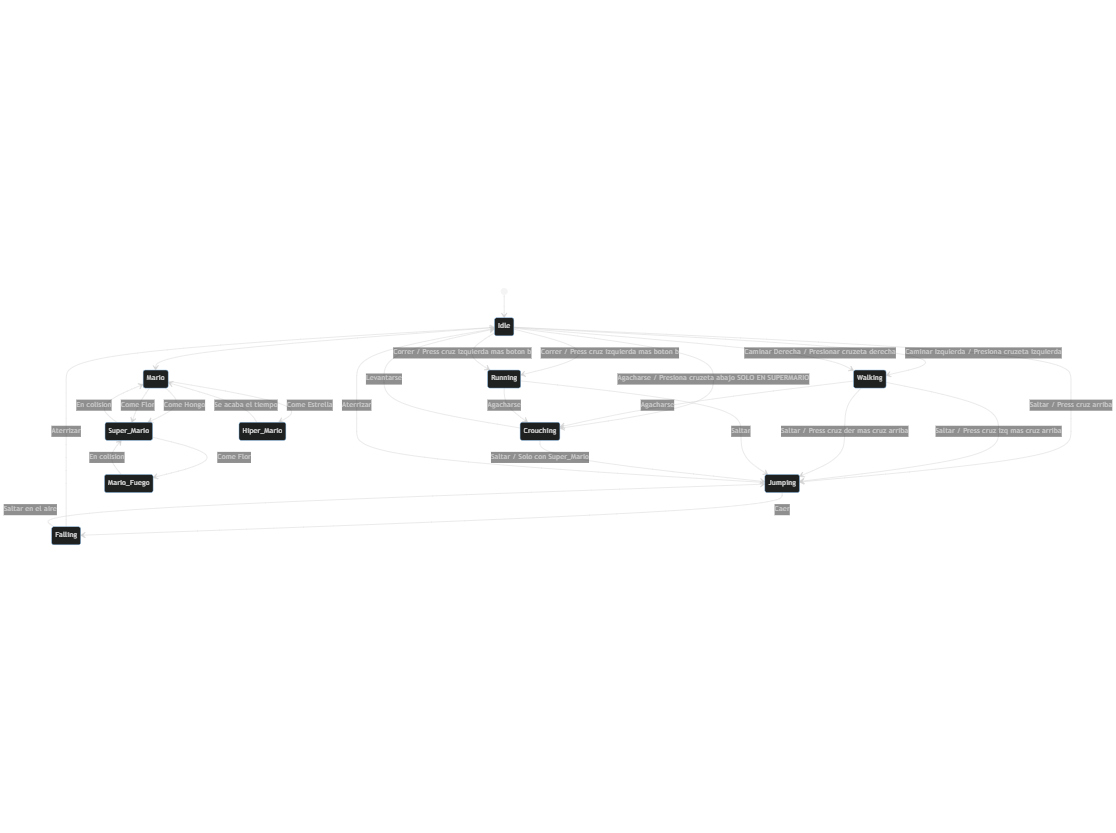 Idle
Correr / Press cruz izquierda mas boton b
Correr / Press cruz izquierda mas boton b
Caminar Derecha / Presionar cruzeta derecha
Caminar Izquierda / Presiona cruzeta izquierda
Mario
Levantarse
Running
Agacharse / Presiona cruzeta abajo SOLO EN SUPERMARIO
Walking
En colision
Come Flor
Come Hongo
Se acaba el tiempo
Come Estrella
Aterrizar
Agacharse
Agacharse
Saltar / Press cruz arriba
Aterrizar
Super_Mario
Hiper_Mario
Crouching
Saltar
Saltar / Press cruz der mas cruz arriba
Saltar / Press cruz izq mas cruz arriba
En colision
Come Flor
Saltar / Solo con Super_Mario
Mario_Fuego
Jumping
Saltar en el aire
Caer
Falling